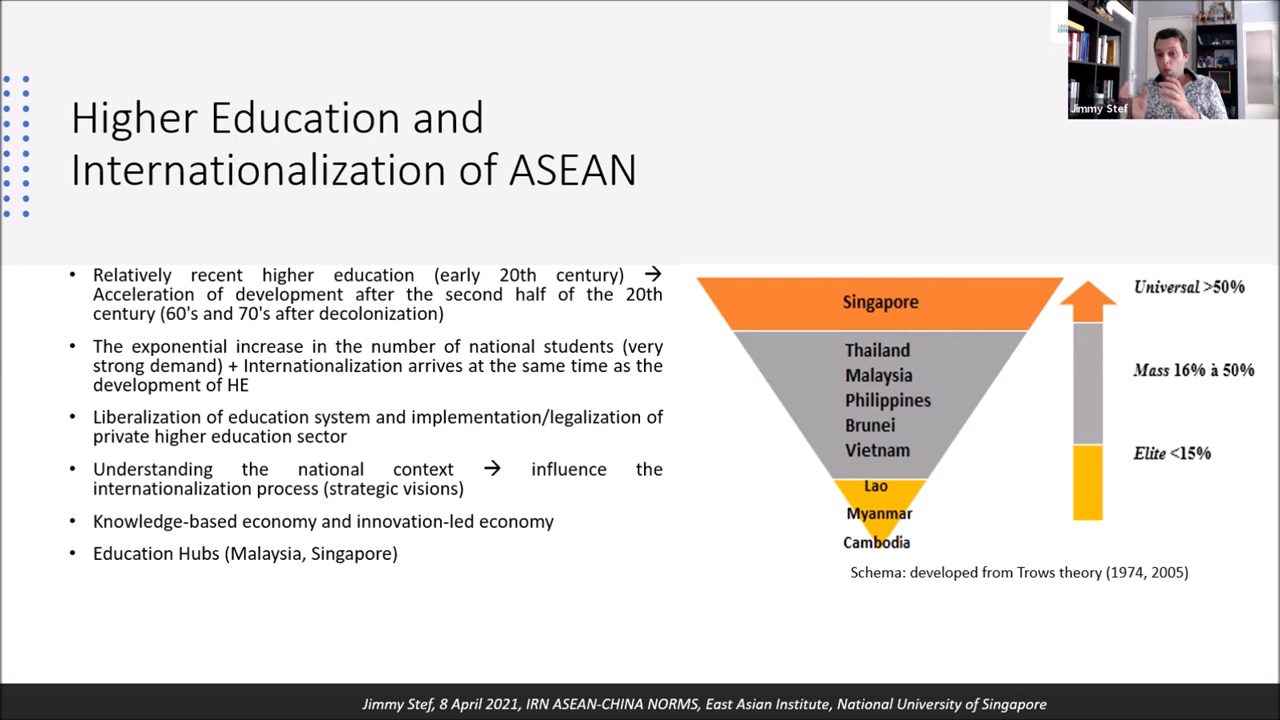 Jimmy Stef
Higher Education and
Internationalization of ASEAN
• Relatively recent higher education (early 20th century) →
Acceleration of development after the second half of the 20th
century (60's and 70's after decolonization)
• The exponential increase in the number of national students (very
strong demand) + Internationalization arrives at the same time as the
development of HE
• Liberalization of education system and implementation/legalization of
private higher education sector
• Understanding the national context → influence the
internationalization process (strategic visions)
• Knowledge-based economy and innovation-led economy
• Education Hubs (Malaysia, Singapore)
Singapore
Thailand
Malaysia
Philippines
Brunei
Vietnam
Lao
Myanmar
Cambodia
Universal >50%
Mass 16% à 50%
Elite <15%
Schema: developed from Trows theory (1974, 2005)
Jimmy Stef, 8 April 2021, IRN ASEAN-CHINA NORMS, East Asian Institute, National University of Singapore